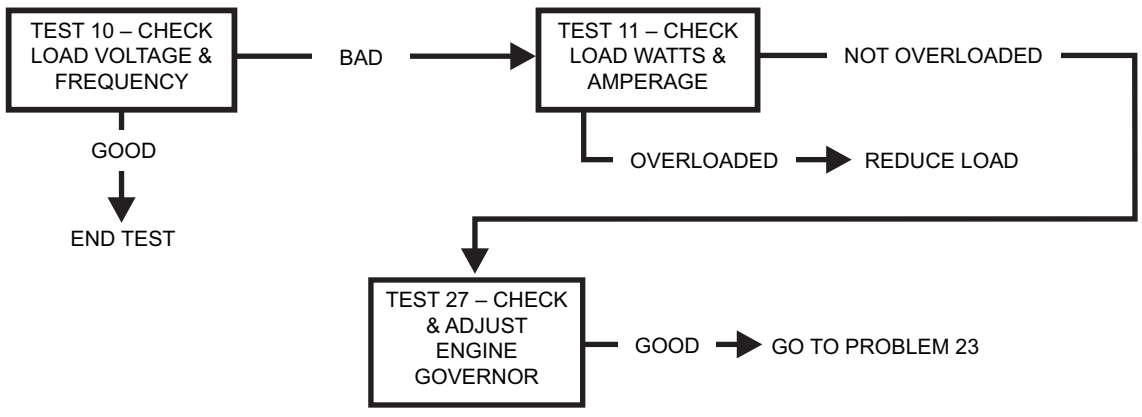 TEST 10 – CHECK
LOAD VOLTAGE &
FREQUENCY
BAD
TEST 11 – CHECK
LOAD WATTS &
AMPERAGE
NOT OVERLOADED
GOOD
END TEST
OVERLOADED
REDUCE LOAD
TEST 27 – CHECK
& ADJUST
ENGINE
GOVERNOR
GOOD
GO TO PROBLEM 23